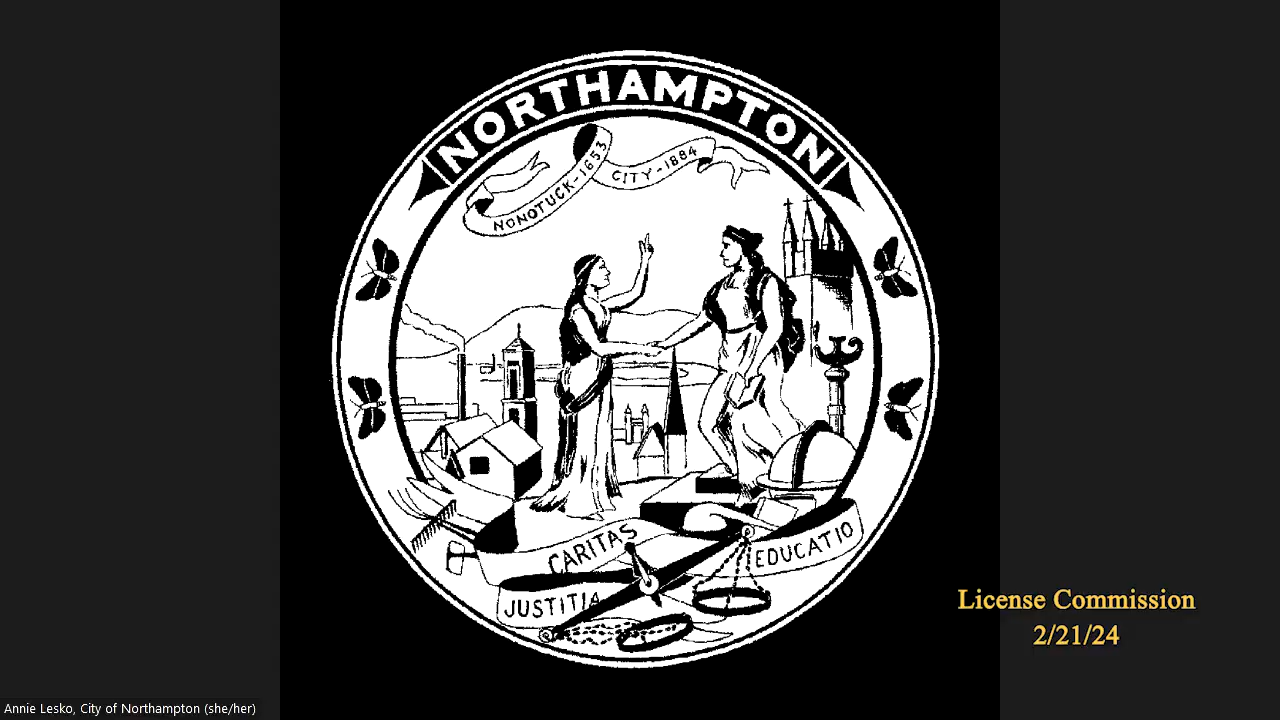 NORTHAMPTON
NONOTUCK-1653
CITY-1884
CARITAS
EDUCATIO
JUSTITIA
License Commission
2/21/24
Annie Lesko, City of Northampton (she/her)